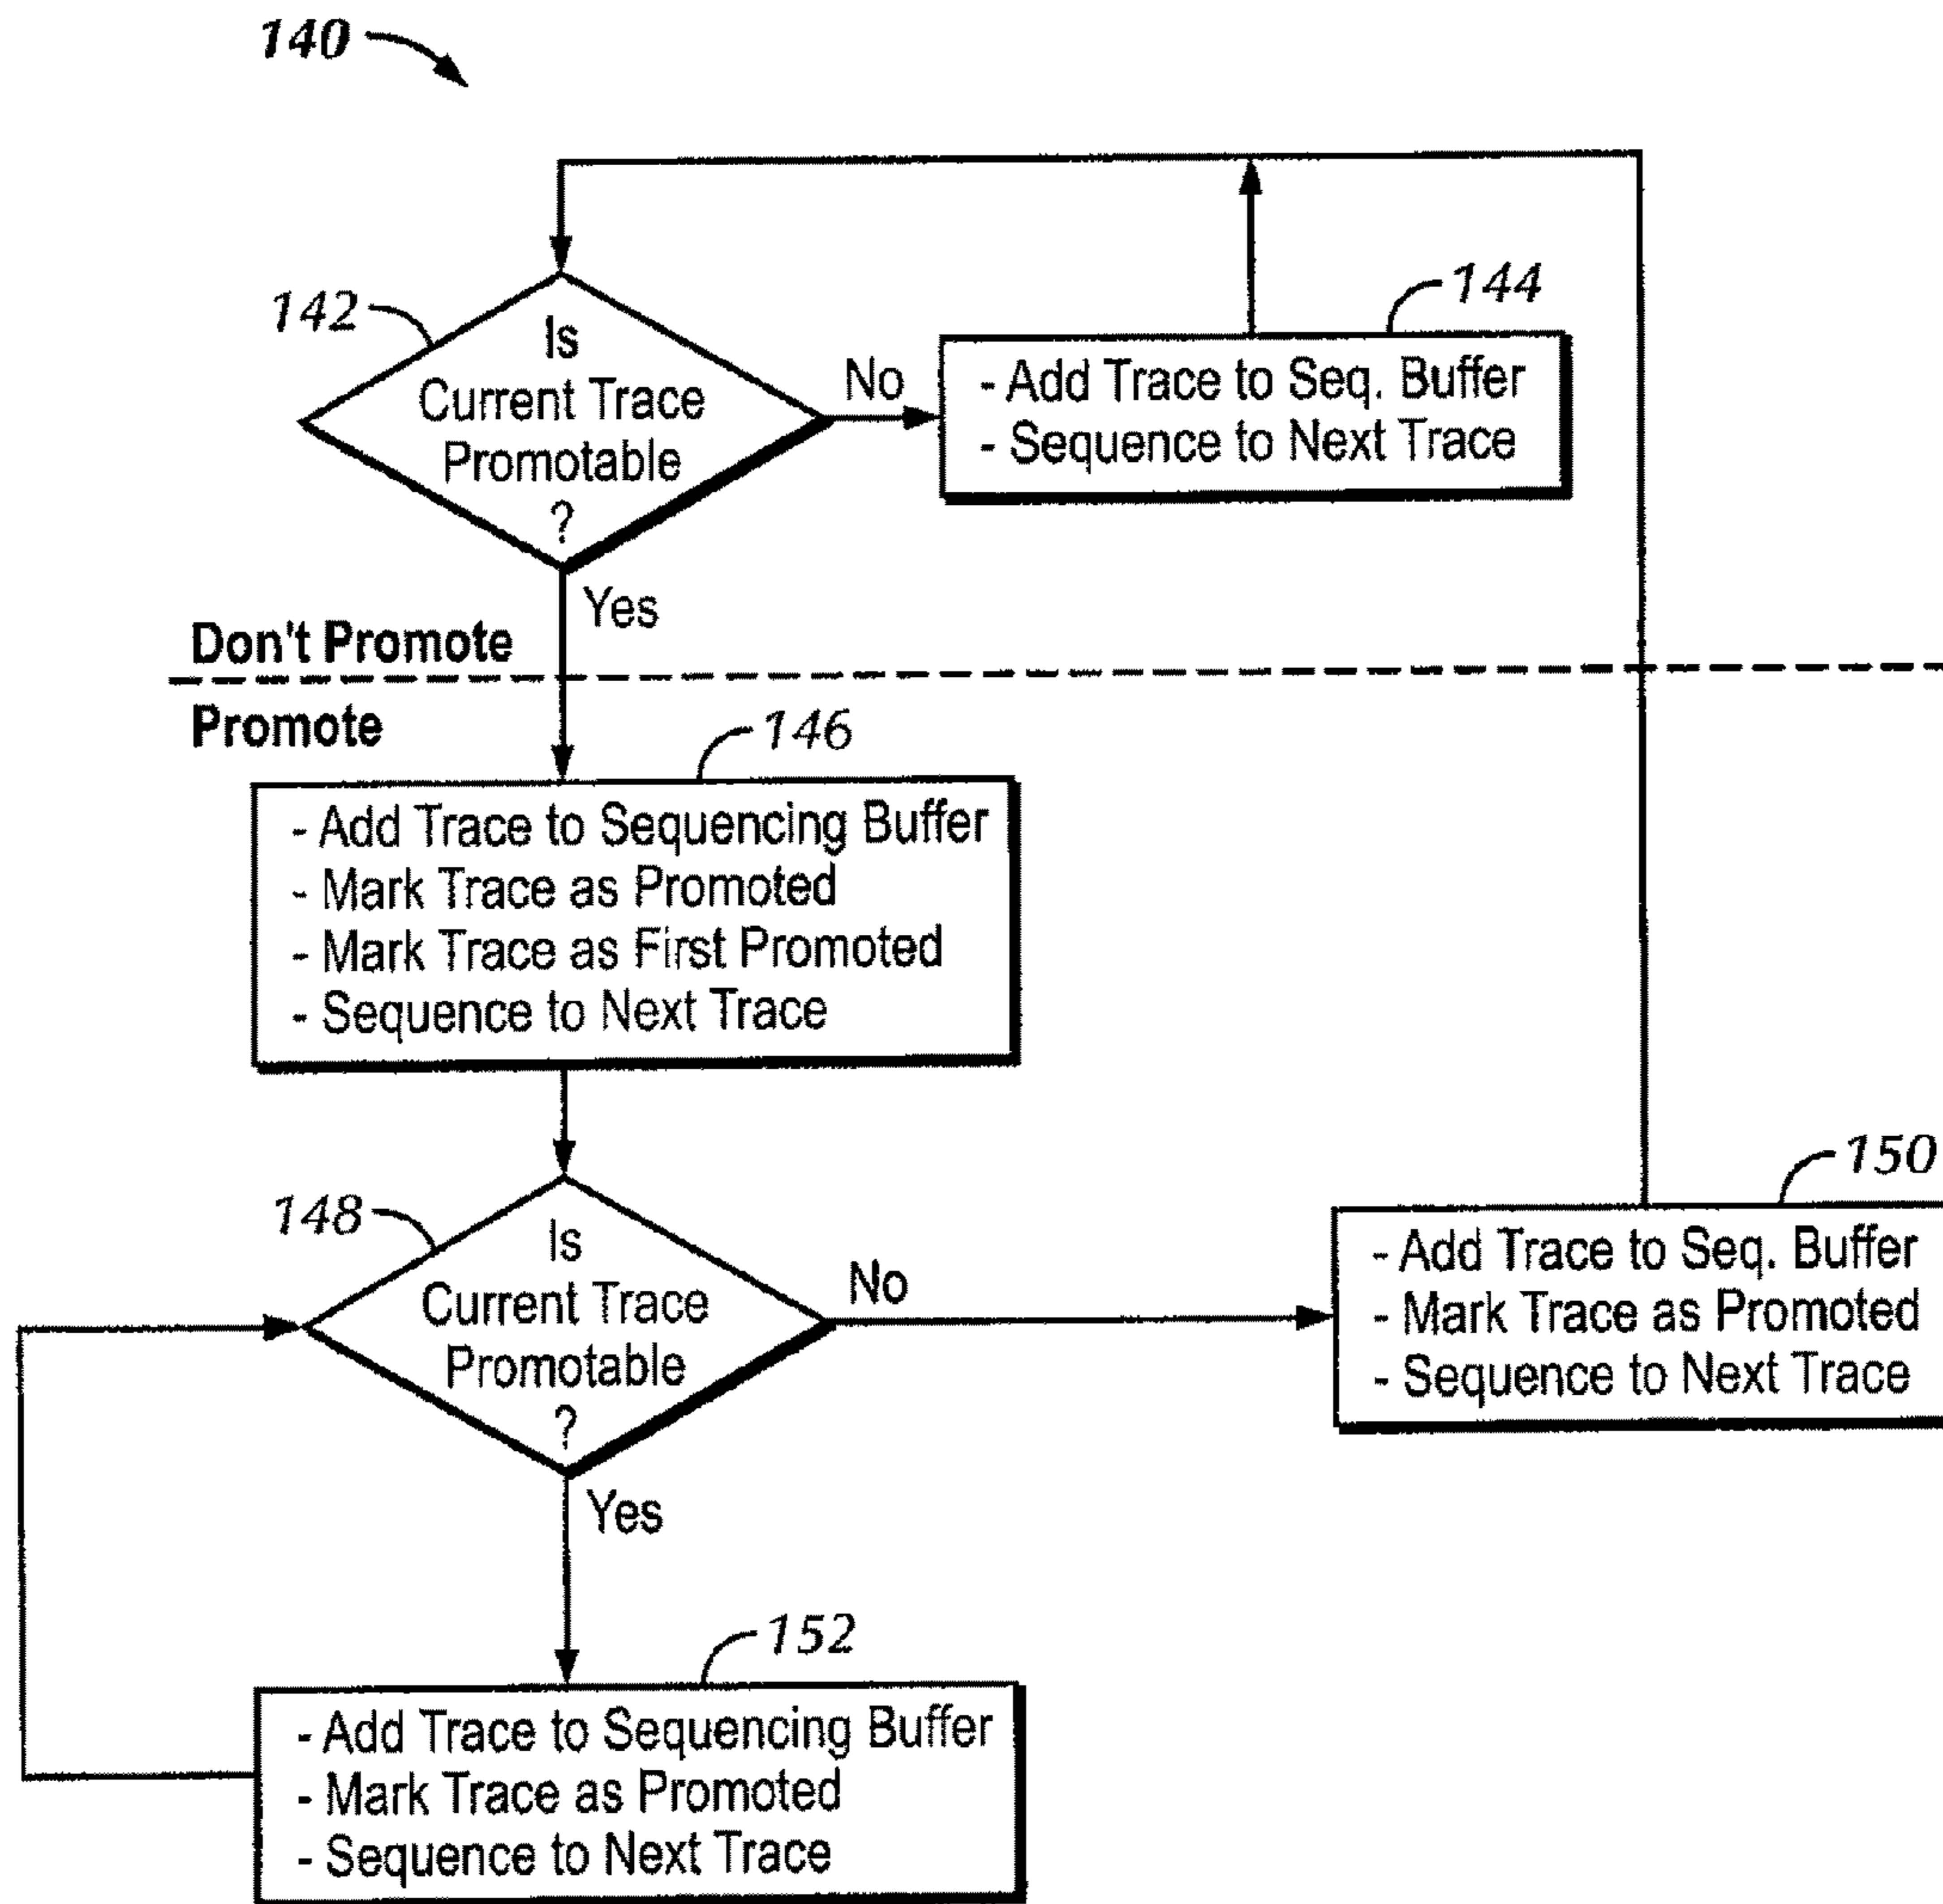 140
142
Is
Current Trace
Promotable
?
No
144
- Add Trace to Seq. Buffer
- Sequence to Next Trace
Yes
Don't Promote
Promote
146
- Add Trace to Sequencing Buffer
- Mark Trace as Promoted
- Mark Trace as First Promoted
- Sequence to Next Trace
148
Is
Current Trace
Promotable
?
No
150
- Add Trace to Seq. Buffer
- Mark Trace as Promoted
- Sequence to Next Trace
Yes
152
- Add Trace to Sequencing Buffer
- Mark Trace as Promoted
- Sequence to Next Trace